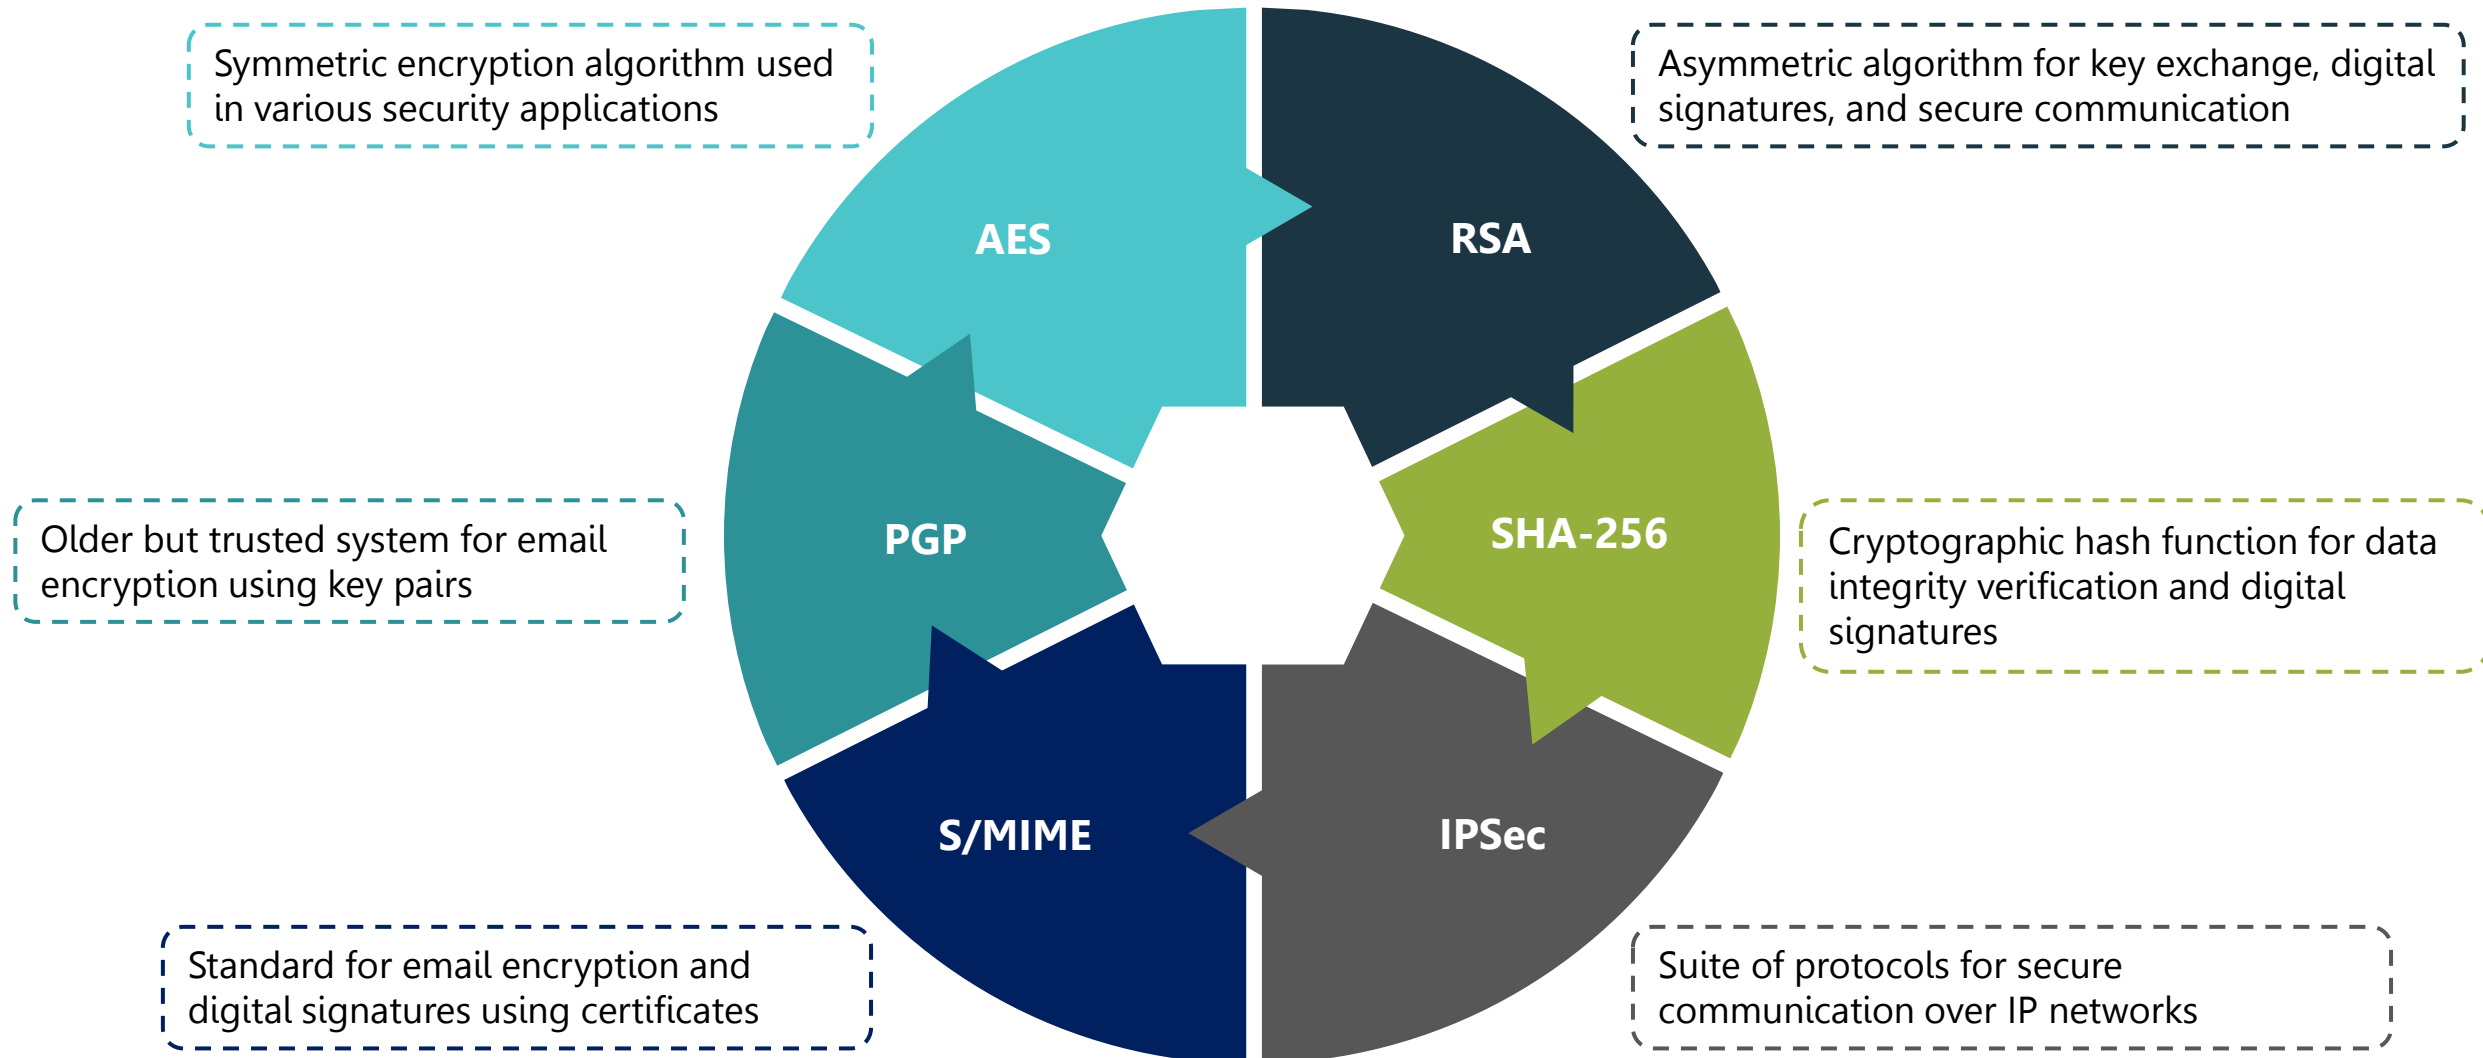 Symmetric encryption algorithm used
in various security applications
Asymmetric algorithm for key exchange, digital
signatures, and secure communication
AES
RSA
Older but trusted system for email
encryption using key pairs
PGP
SHA-256
Cryptographic hash function for data
integrity verification and digital
signatures
S/MIME
IPSec
Standard for email encryption and
digital signatures using certificates
Suite of protocols for secure
communication over IP networks